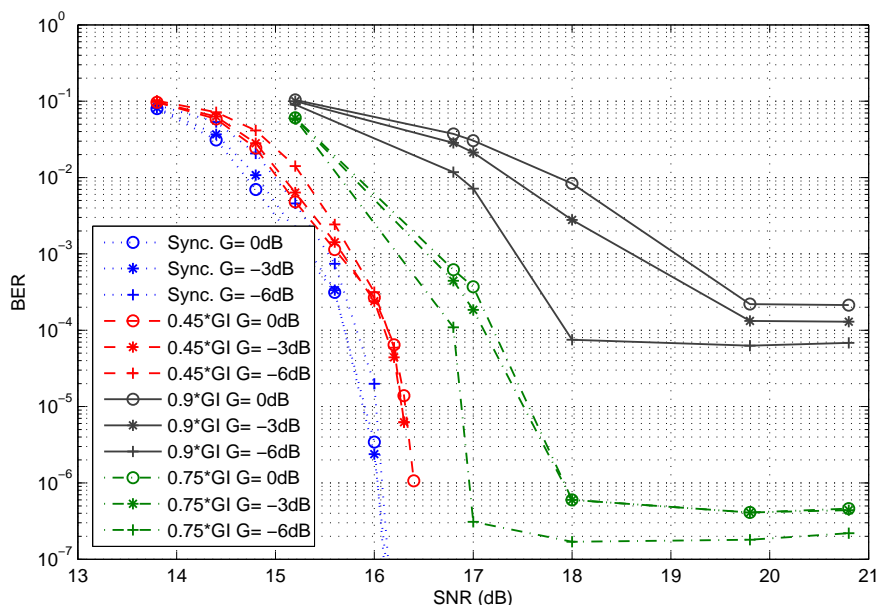 10^0
10^-1
10^-2
10^-3
10^-4
10^-5
10^-6
10^-7
BER
Sync. G= 0dB
Sync. G= −3dB
Sync. G= −6dB
0.45*GI G= 0dB
0.45*GI G= −3dB
0.45*GI G= −6dB
0.9*GI G= 0dB
0.9*GI G= −3dB
0.9*GI G= −6dB
0.75*GI G= 0dB
0.75*GI G= −3dB
0.75*GI G= −6dB
13 14 15 16 17 18 19 20 21
SNR (dB)